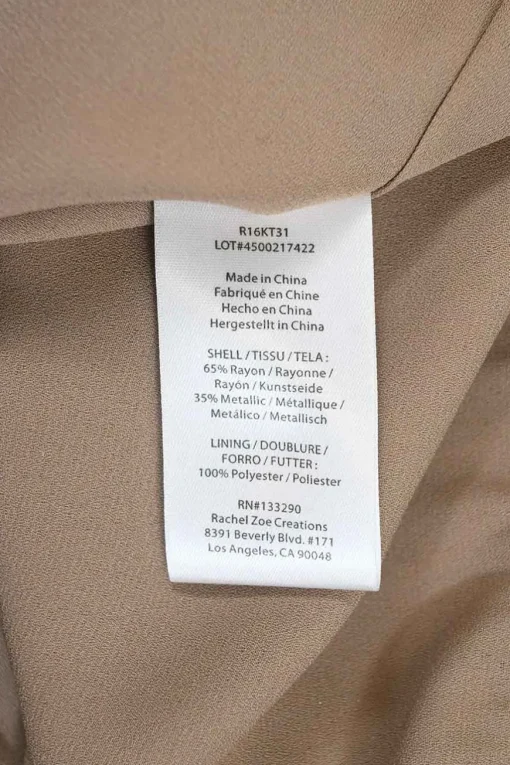 R16KT31
LOT#4500217422
Made in China
Fabriqué en Chine
Hecho en China
Hergestellt in China
SHELL / TISSU / TELA :
65% Rayon / Rayonne /
Rayón / Kunstseide
35% Metallic / Métallique /
Metálico / Metallisch
LINING / DOUBLURE /
FORRO / FUTTER :
100% Polyester / Poliester
RN#133290
Rachel Zoe Creations
8391 Beverly Blvd. #171
Los Angeles, CA 90048